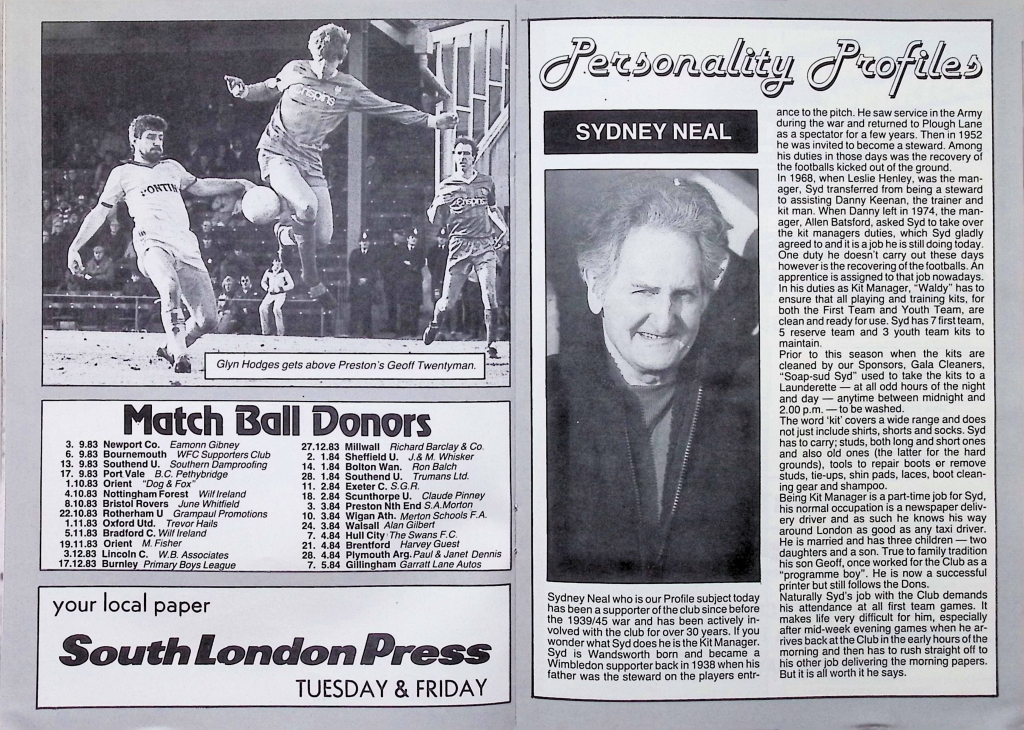 nspins
PONTIN
nspins
Glyn Hodges gets above Preston's Geoff Twentyman.
Match Ball Donors
3. 9.83 Newport Co. Eamonn Gibney
6. 9.83 Bournemouth WFC Supporters Club
13. 9.83 Southend U. Southern Damproofing
17. 9.83 Port Vale B.C. Pethybridge
1.10.83 Orient "Dog & Fox"
4.10.83 Nottingham Forest Wilf Ireland
8.10.83 Bristol Rovers June Whitfield
22.10.83 Rotherham U Grampaul Promotions
1.11.83 Oxford Utd. Trevor Hails
5.11.83 Bradford C. Wilf Ireland
19.11.83 Orient M. Fisher
3.12.83 Lincoln C. W.B. Associates
17.12.83 Burnley Primary Boys League
27.12.83 Millwall Richard Barclay & Co.
2. 1.84 Sheffield U. J.& M. Whisker
14. 1.84 Bolton Wan. Ron Balch
28. 1.84 Southend U. Trumans Ltd.
11. 2.84 Exeter C. S.G.R.
18. 2.84 Scunthorpe U. Claude Pinney
3. 3.84 Preston Nth End S.A.Morton
10. 3.84 Wigan Ath. Merton Schools F.A.
24. 3.84 Walsall Alan Gilbert
7. 4.84 Hull City The Swans F.C.
21. 4.84 Brentford Harvey Guest
28. 4.84 Plymouth Arg. Paul & Janet Dennis
7. 5.84 Gillingham Garratt Lane Autos
your local paper
South London Press
TUESDAY & FRIDAY
Personality Profiles
SYDNEY NEAL
Sydney Neal who is our Profile subject today
has been a supporter of the club since before
the 1939/45 war and has been actively in-
volved with the club for over 30 years. If you
wonder what Syd does he is the Kit Manager.
Syd is Wandsworth born and became a
Wimbledon supporter back in 1938 when his
father was the steward on the players entr-
ance to the pitch. He saw service in the Army
during the war and returned to Plough Lane
as a spectator for a few years. Then in 1952
he was invited to become a steward. Among
his duties in those days was the recovery of
the footballs kicked out of the ground.
In 1968, when Leslie Henley, was the man-
ager, Syd transferred from being a steward
to assisting Danny Keenan, the trainer and
kit man. When Danny left in 1974, the man-
ager, Allen Batsford, asked Syd to take over
the kit managers duties, which Syd gladly
agreed to and it is a job he is still doing today.
One duty he doesn't carry out these days
however is the recovering of the footballs. An
apprentice is assigned to that job nowadays.
In his duties as Kit Manager, "Waldy" has to
ensure that all playing and training kits, for
both the First Team and Youth Team, are
clean and ready for use. Syd has 7 first team,
5 reserve team and 3 youth team kits to
maintain.
Prior to this season when the kits are
cleaned by our Sponsors, Gala Cleaners,
"Soap-sud Syd" used to take the kits to a
Launderette — at all odd hours of the night
and day — anytime between midnight and
2.00 p.m. — to be washed.
The word 'kit' covers a wide range and does
not just include shirts, shorts and socks. Syd
has to carry; studs, both long and short ones
and also old ones (the latter for the hard
grounds), tools to repair boots or remove
studs, tie-ups, shin pads, laces, boot clean-
ing gear and shampoo.
Being Kit Manager is a part-time job for Syd,
his normal occupation is a newspaper deliv-
ery driver and as such he knows his way
around London as good as any taxi driver.
He is married and has three children — two
daughters and a son. True to family tradition
his son Geoff, once worked for the Club as a
"programme boy". He is now a successful
printer but still follows the Dons.
Naturally Syd's job with the Club demands
his attendance at all first team games. It
makes life very difficult for him, especially
after mid-week evening games when he ar-
rives back at the Club in the early hours of the
morning and then has to rush straight off to
his other job delivering the morning papers.
But it is all worth it he says.